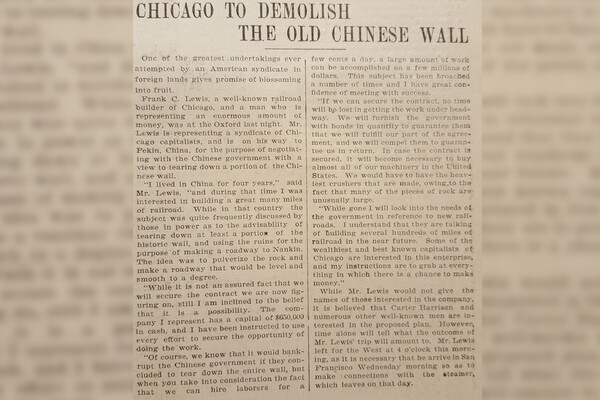 CHICAGO TO DEMOLISH
THE OLD CHINESE WALL
One of the greatest undertakings ever
attempted by an American syndicate in
foreign lands gives promise of blossoming
into fruit.
Frank C. Lewis, a well-known railroad
builder of Chicago, and a man who is
representing an enormous amount of
money, was at the Oxford last night. Mr.
Lewis is representing a syndicate of Chi-
cago capitalists, and is on his way to
Pekin, China, for the purpose of negotiat-
ing with the Chinese government with a
view to tearing down a portion of the Chi-
nese wall.
"I lived in China for four years," said
Mr. Lewis, "and during that time I was
interested in building a great many miles
of railroad. While in that country the
subject was quite frequently discussed by
those in power as to the advisability of
tearing down at least a portion of the
historic wall, and using the ruins for the
purpose of making a roadway to Nankin.
The idea was to pulverize the rock and
make a roadway that would be level and
smooth to a degree.
"While it is not an assured fact that we
will secure the contract we are now fig-
uring on, still I am inclined to the belief
that it is a possibility. The com-
pany I represent has a capital of $650,000
in cash, and I have been instructed to use
every effort to secure the opportunity of
doing the work.
"Of course, we know that it would bank-
rupt the Chinese government if they con-
cluded to tear down the entire wall, but
when you take into consideration the fact
that we can hire laborers for a
few cents a day, a large amount of work
can be accomplished on a few millions of
dollars. This subject has been broached
a number of times and I have great con-
fidence of meeting with success.
"If we can secure the contract, no time
will be lost in getting the work under head-
way. We will furnish the government
with bonds in quantity to guarantee them
that we will fulfill our part of the agree-
ment, and we will compel them to guaran-
tee us in return. In case the contract is
secured, it will become necessary to buy
almost all of our machinery in the United
States. We would have to have the heav-
iest crushers that are made, owing to the
fact that many of the pieces of rock are
unusually large.
"While gone I will look into the needs of
the government in reference to new rail-
roads. I understand that they are talking
of building several hundreds of miles of
railroad in the near future. Some of the
wealthiest and best known capitalists of
Chicago are interested in this enterprise,
and my instructions are to grab at every-
thing in which there is a chance to make
money."
While Mr. Lewis would not give the
names of those interested in the company,
it is believed that Carter Harrison and
numerous other well-known men are in-
terested in the proposed plan. However,
time alone will tell what the outcome of
Mr. Lewis' trip will amount to. Mr. Lewis
left for the West at 4 o'clock this morn-
ing, as it is necessary that he arrive in San
Francisco Wednesday morning so as to
make connections with the steamer,
which leaves on that day.